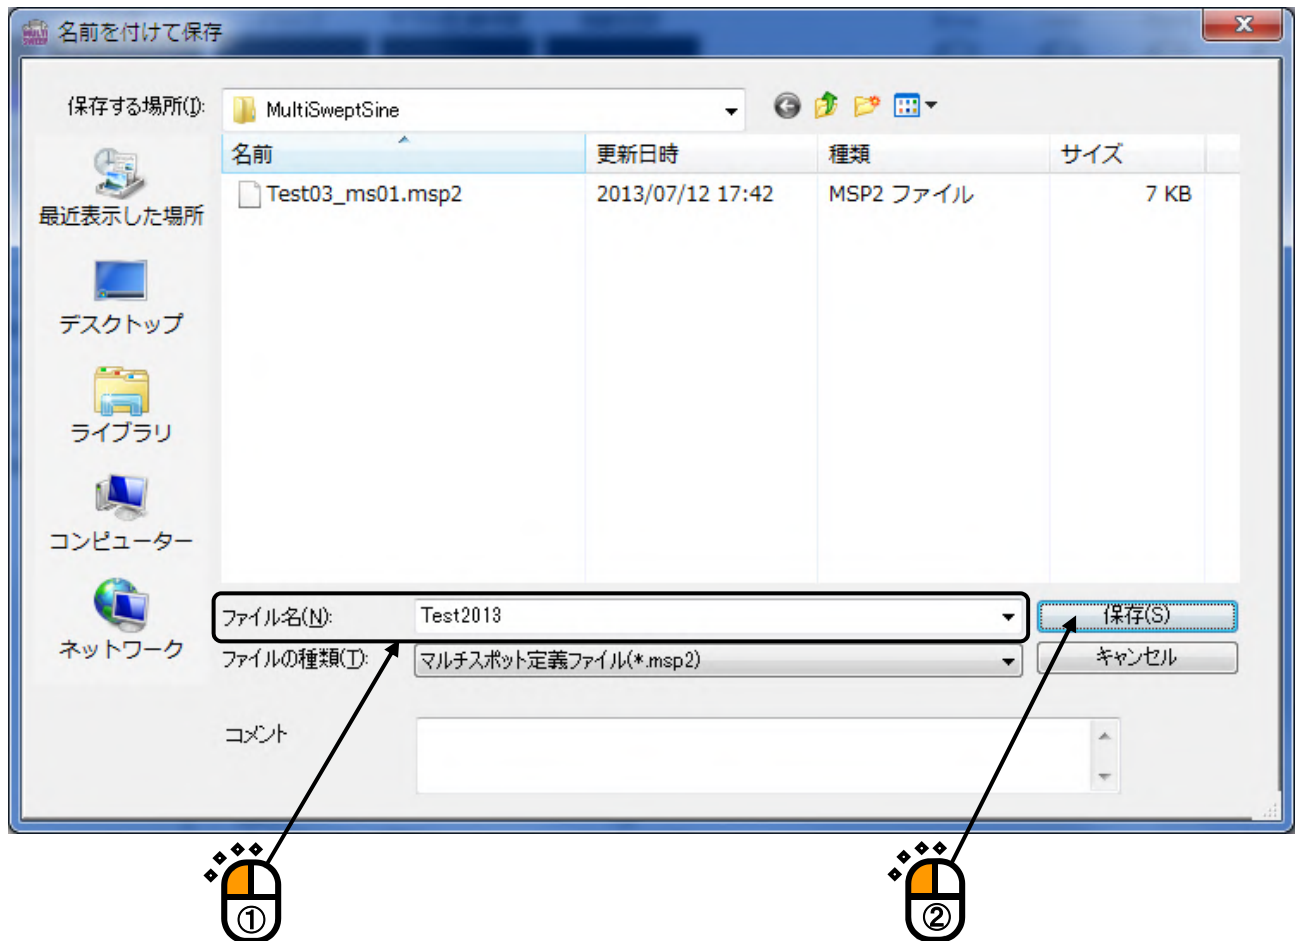 名前を付けて保存
保存する場所(I): MultiSweptSine
名前 更新日時 種類 サイズ
Test03_ms01.msp2 2013/07/12 17:42 MSP2 ファイル 7 KB
最近表示した場所
デスクトップ
ライブラリ
コンピューター
ネットワーク
ファイル名(N): Test2013 保存(S)
ファイルの種類(T): マルチスポット定義ファイル(*.msp2) キャンセル
コメント
① ②